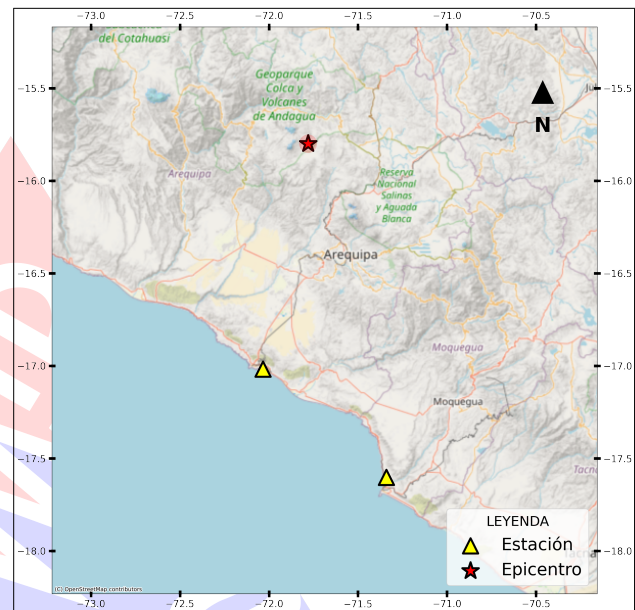 −73.0 −72.5 −72.0 −71.5 −71.0 −70.5
del Cotahuasi
Geoparque
Colca y
Volcanes
de Andagua
−15.5
−15.5
N
Arequipa
Reserva
Nacional
Salinas
y Aguada
Blanca
−16.0
−16.0
Arequipa
−16.5
−16.5
Moquegua
−17.0
−17.0
Moquegua
−17.5
−17.5
Tacna
LEYENDA
Estación
Epicentro
−18.0
−18.0
(C) OpenStreetMap contributors
−73.0 −72.5 −72.0 −71.5 −71.0 −70.5